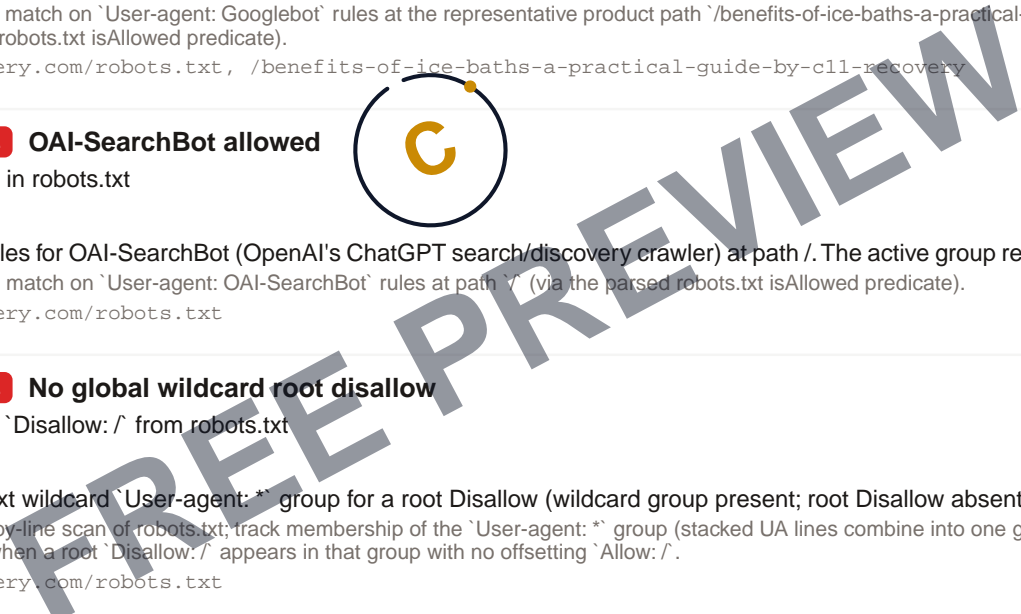 match on `User-agent: Googlebot` rules at the representative product path `/benefits-of-ice-baths-a-practical-
robots.txt isAllowed predicate).
ery.com/robots.txt, /benefits-of-ice-baths-a-practical-guide-by-c11-recovery
OAI-SearchBot allowed
in robots.txt
C
les for OAI-SearchBot (OpenAI's ChatGPT search/discovery crawler) at path /. The active group re
match on `User-agent: OAI-SearchBot` rules at path `/` (via the parsed robots.txt isAllowed predicate).
ery.com/robots.txt
No global wildcard root disallow
`Disallow: /` from robots.txt
xt wildcard `User-agent: *` group for a root Disallow (wildcard group present; root Disallow absent
by-line scan of robots.txt; track membership of the `User-agent: *` group (stacked UA lines combine into one g
when a root `Disallow: /` appears in that group with no offsetting `Allow: /`.
ery.com/robots.txt
FREE PREVIEW